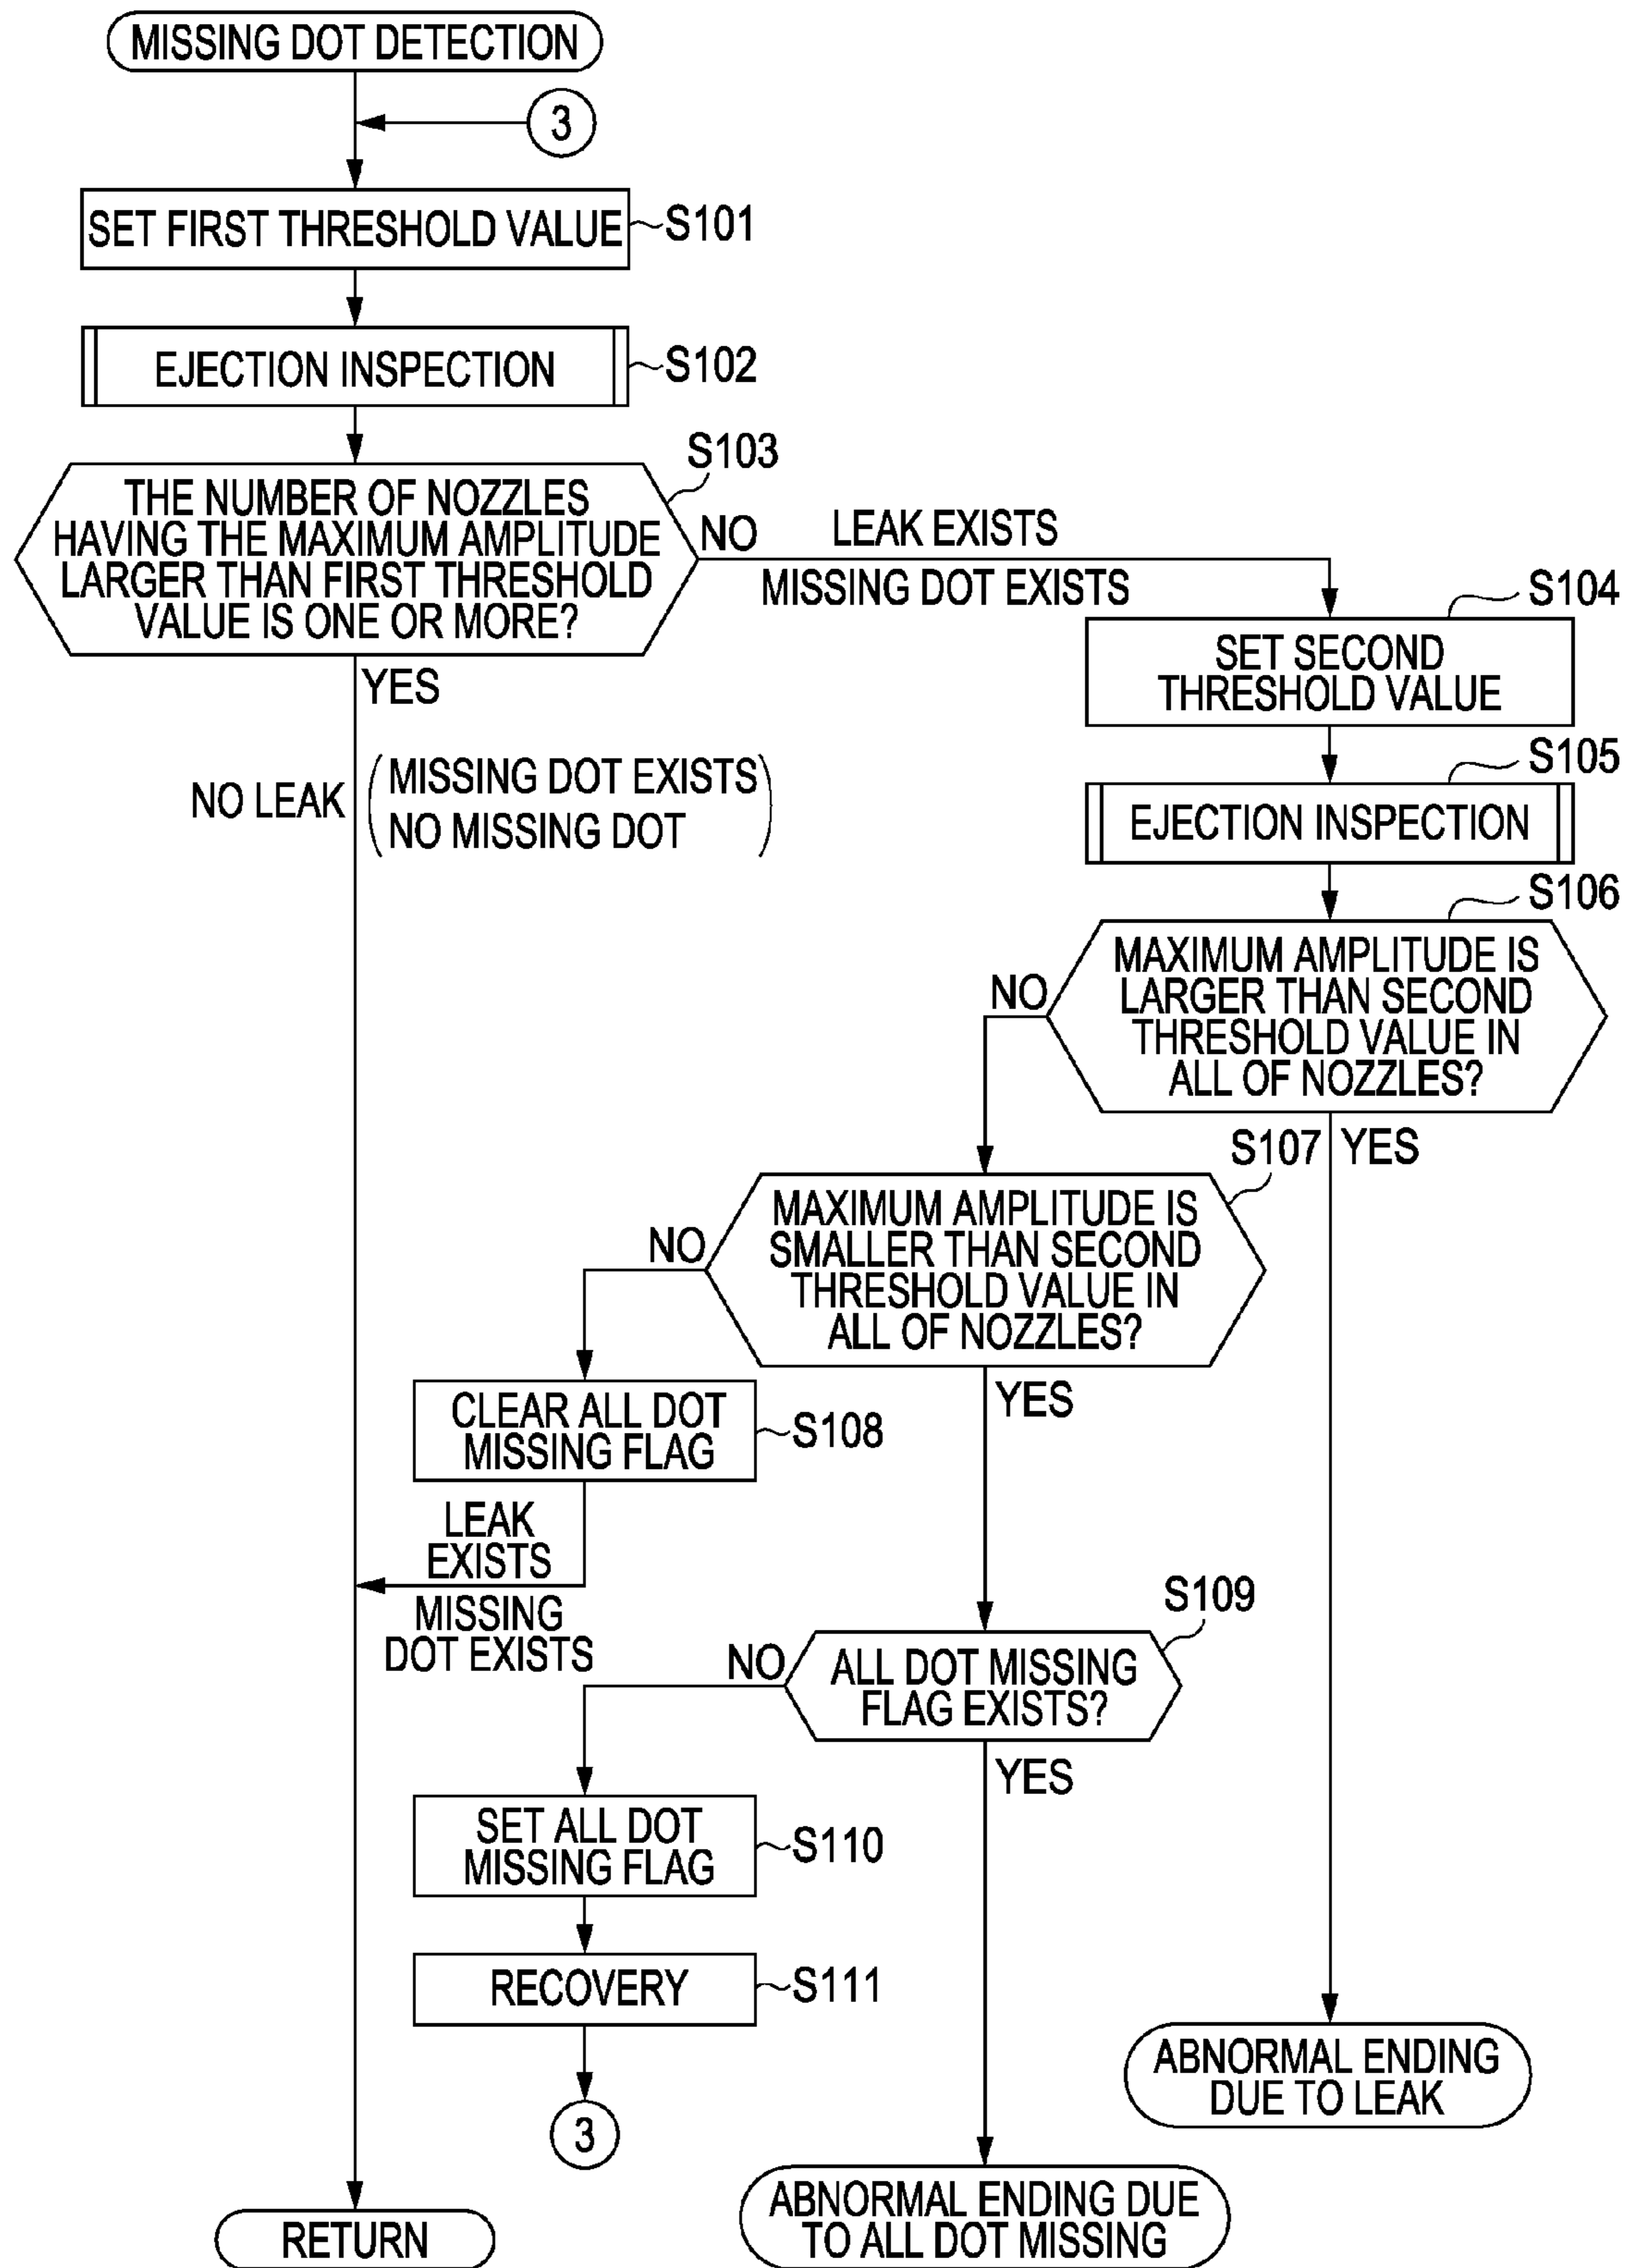 MISSING DOT DETECTION
3
SET FIRST THRESHOLD VALUE
S101
EJECTION INSPECTION
S102
S103
THE NUMBER OF NOZZLES
HAVING THE MAXIMUM AMPLITUDE
LARGER THAN FIRST THRESHOLD
VALUE IS ONE OR MORE?
NO
LEAK EXISTS
MISSING DOT EXISTS
YES
NO LEAK
MISSING DOT EXISTS
NO MISSING DOT
S104
SET SECOND
THRESHOLD VALUE
S105
EJECTION INSPECTION
S106
MAXIMUM AMPLITUDE IS
LARGER THAN SECOND
THRESHOLD VALUE IN
ALL OF NOZZLES?
NO
YES
S107
MAXIMUM AMPLITUDE IS
SMALLER THAN SECOND
THRESHOLD VALUE IN
ALL OF NOZZLES?
NO
YES
CLEAR ALL DOT
MISSING FLAG
S108
LEAK
EXISTS
MISSING
DOT EXISTS
S109
ALL DOT MISSING
FLAG EXISTS?
NO
YES
SET ALL DOT
MISSING FLAG
S110
RECOVERY
S111
3
ABNORMAL ENDING
DUE TO LEAK
ABNORMAL ENDING DUE
TO ALL DOT MISSING
RETURN